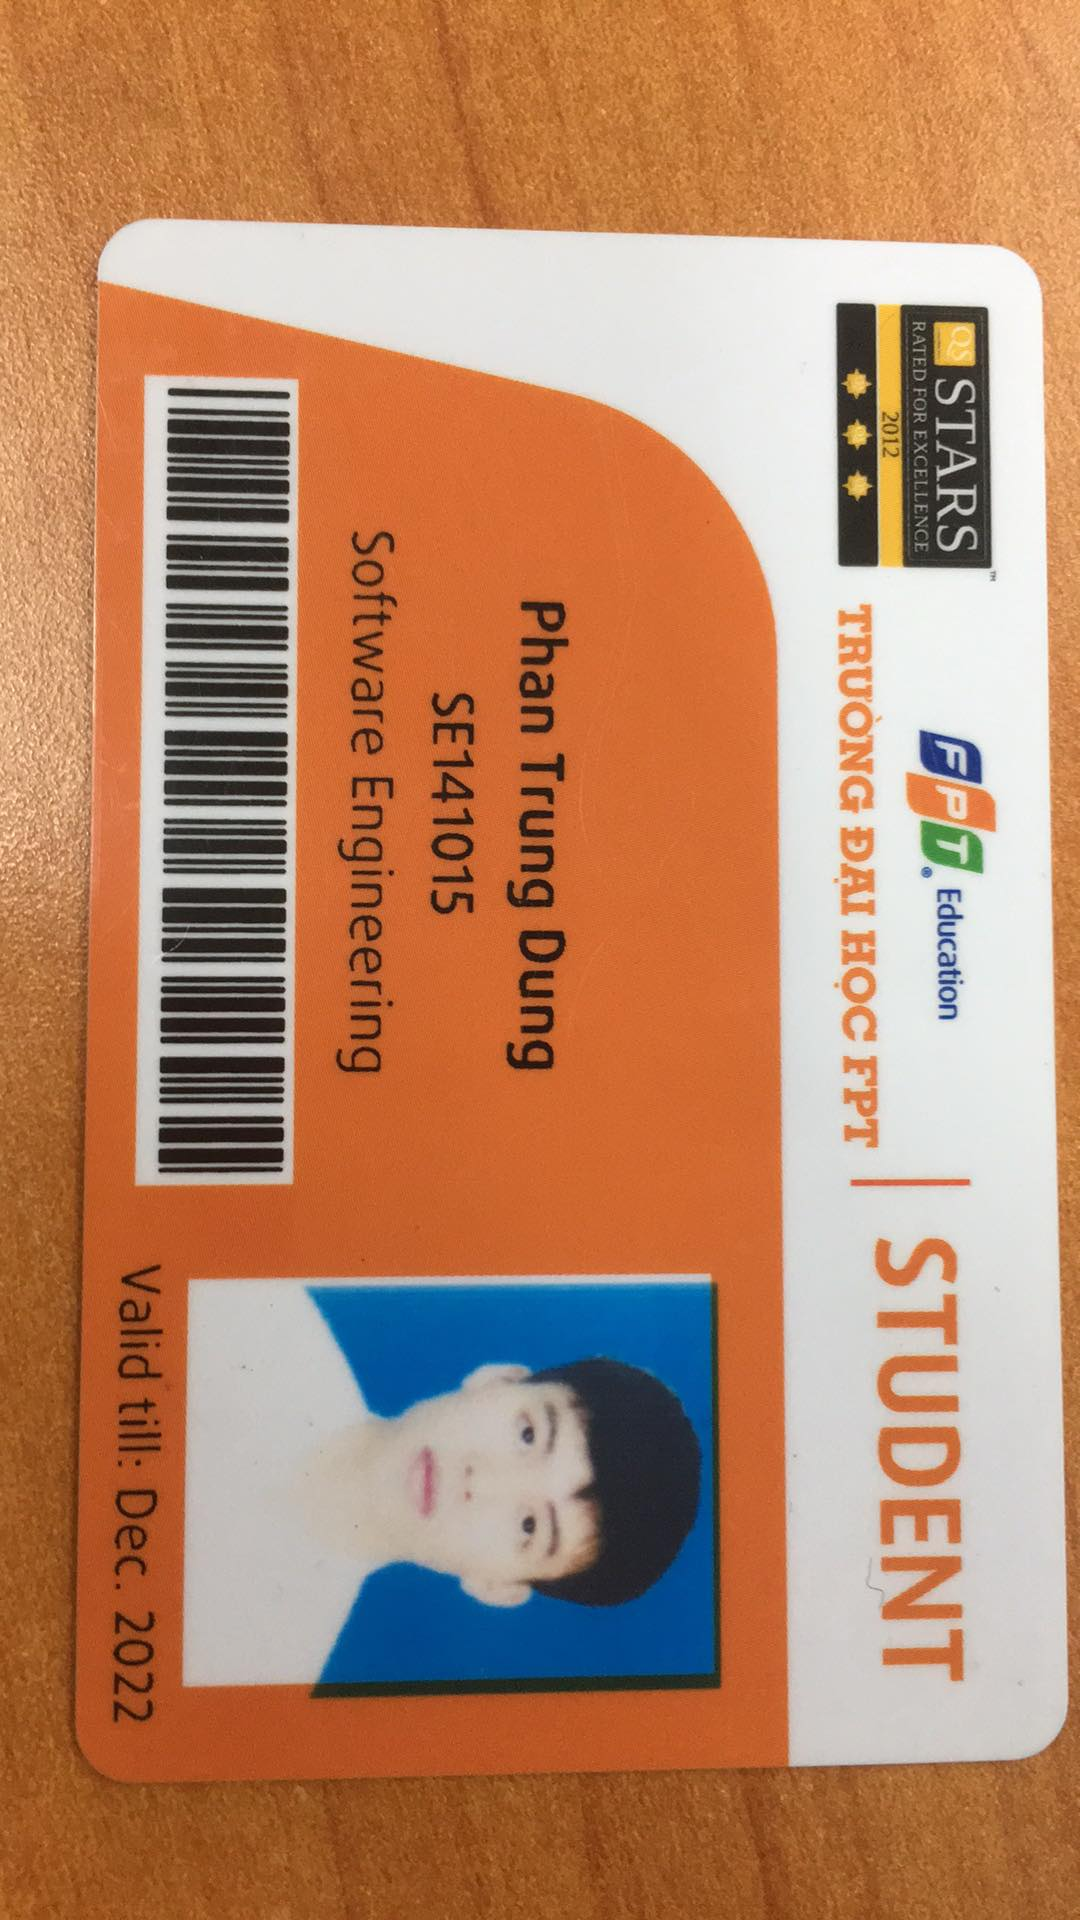 QS STARS™
RATED FOR EXCELLENCE
2012
FPT® Education
TRƯỜNG ĐẠI HỌC FPT
STUDENT
Phan Trung Dung
SE141015
Software Engineering
Valid till: Dec. 2022